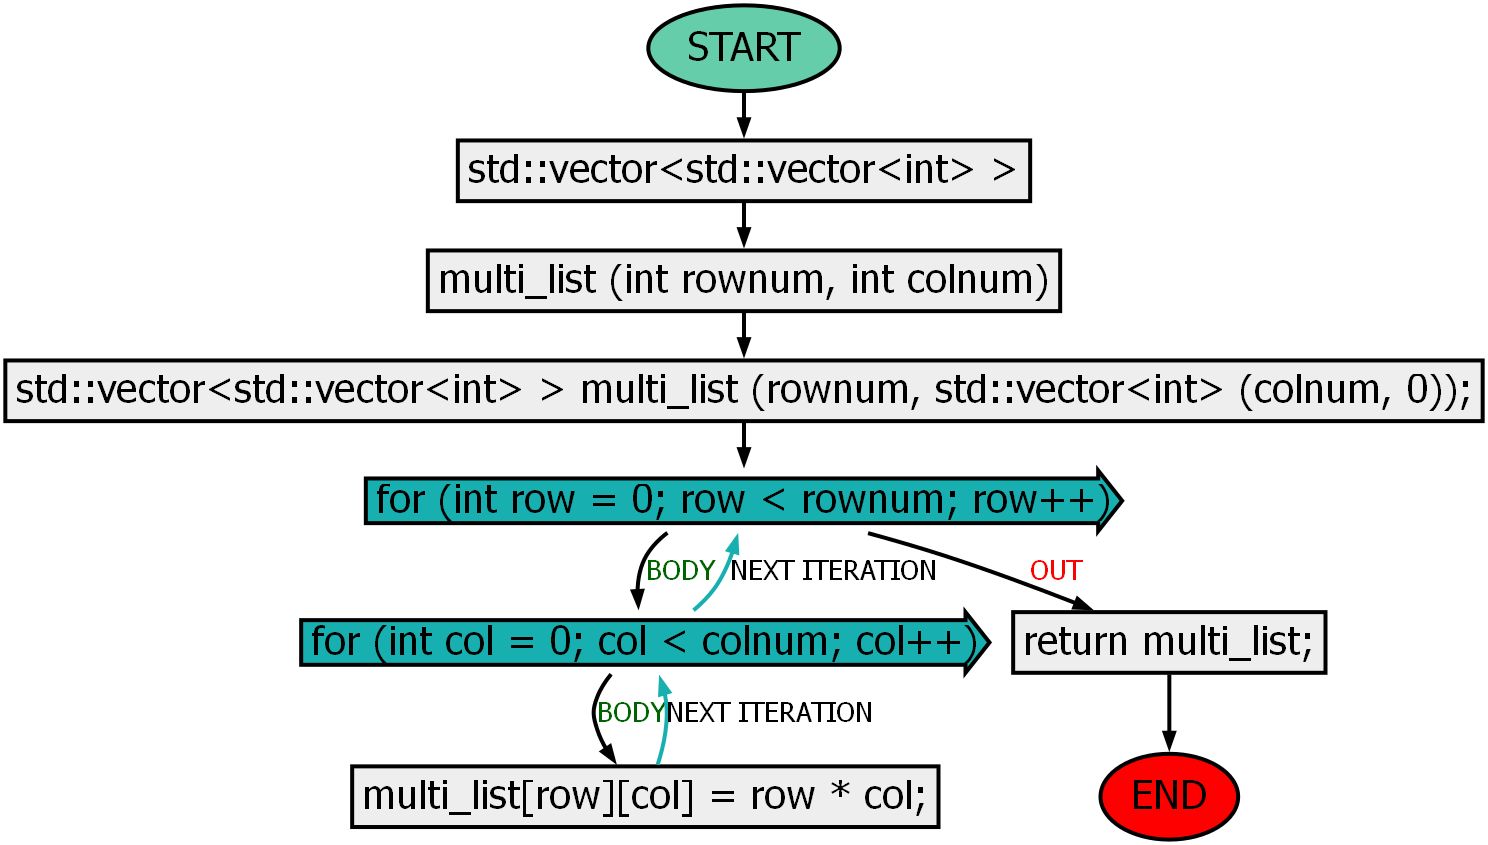 START
std::vector<std::vector<int> >
multi_list (int rownum, int colnum)
std::vector<std::vector<int> > multi_list (rownum, std::vector<int> (colnum, 0));
for (int row = 0; row < rownum; row++)
BODY
NEXT ITERATION
OUT
for (int col = 0; col < colnum; col++)
return multi_list;
BODY
NEXT ITERATION
multi_list[row][col] = row * col;
END